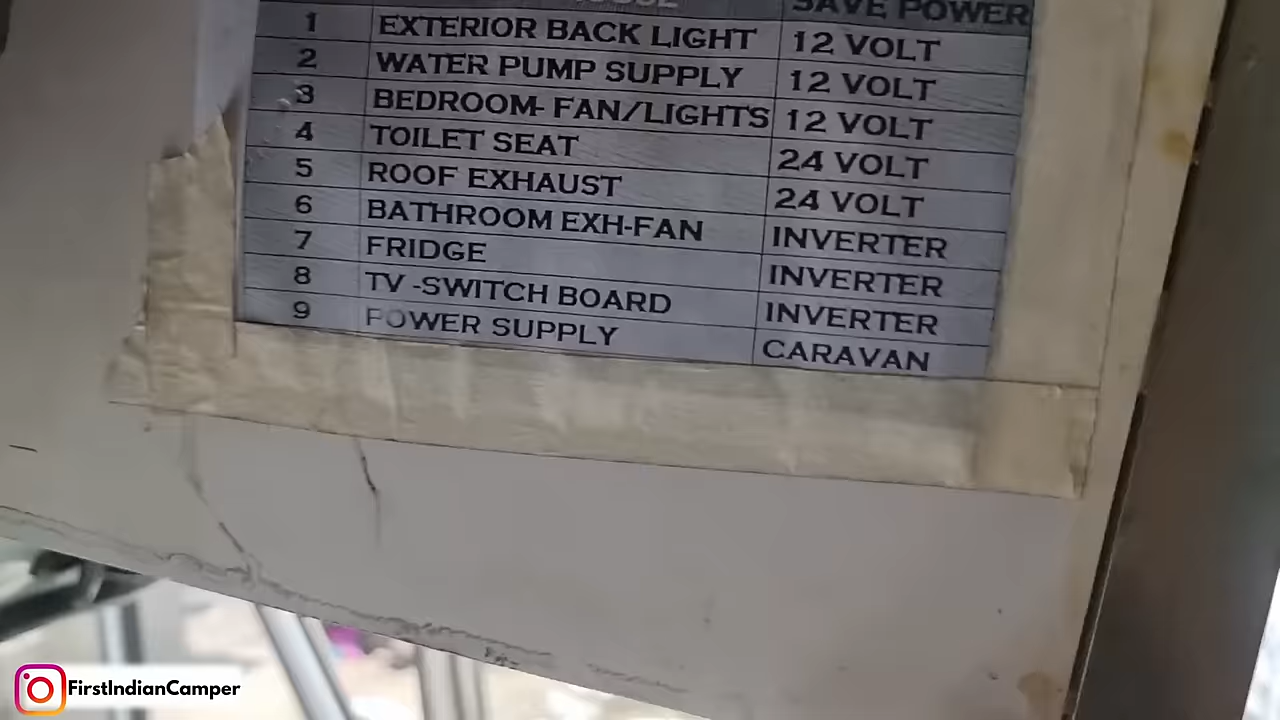 SAVE POWER
1 EXTERIOR BACK LIGHT 12 VOLT
2 WATER PUMP SUPPLY 12 VOLT
3 BEDROOM- FAN/LIGHTS 12 VOLT
4 TOILET SEAT 24 VOLT
5 ROOF EXHAUST 24 VOLT
6 BATHROOM EXH-FAN INVERTER
7 FRIDGE INVERTER
8 TV -SWITCH BOARD INVERTER
9 POWER SUPPLY CARAVAN
FirstIndianCamper